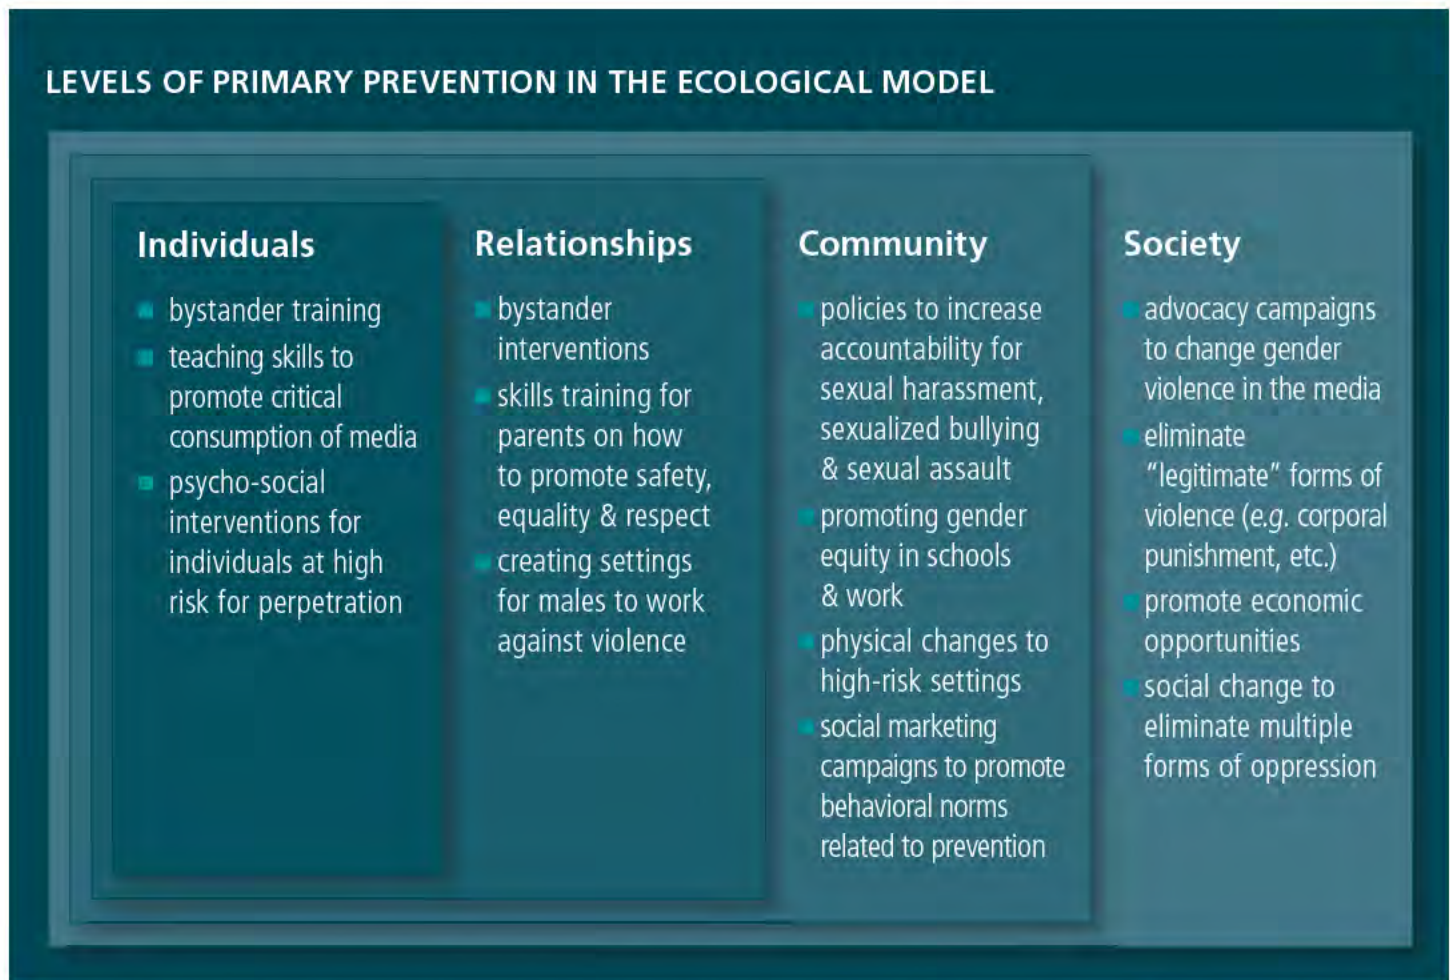 LEVELS OF PRIMARY PREVENTION IN THE ECOLOGICAL MODEL
Individuals
bystander training
teaching skills to
promote critical
consumption of media
psycho-social
interventions for
individuals at high
risk for perpetration
Relationships
bystander
interventions
skills training for
parents on how
to promote safety,
equality & respect
creating settings
for males to work
against violence
Community
policies to increase
accountability for
sexual harassment,
sexualized bullying
& sexual assault
promoting gender
equity in schools
& work
physical changes to
high-risk settings
social marketing
campaigns to promote
behavioral norms
related to prevention
Society
advocacy campaigns
to change gender
violence in the media
eliminate
“legitimate” forms of
violence (e.g. corporal
punishment, etc.)
promote economic
opportunities
social change to
eliminate multiple
forms of oppression